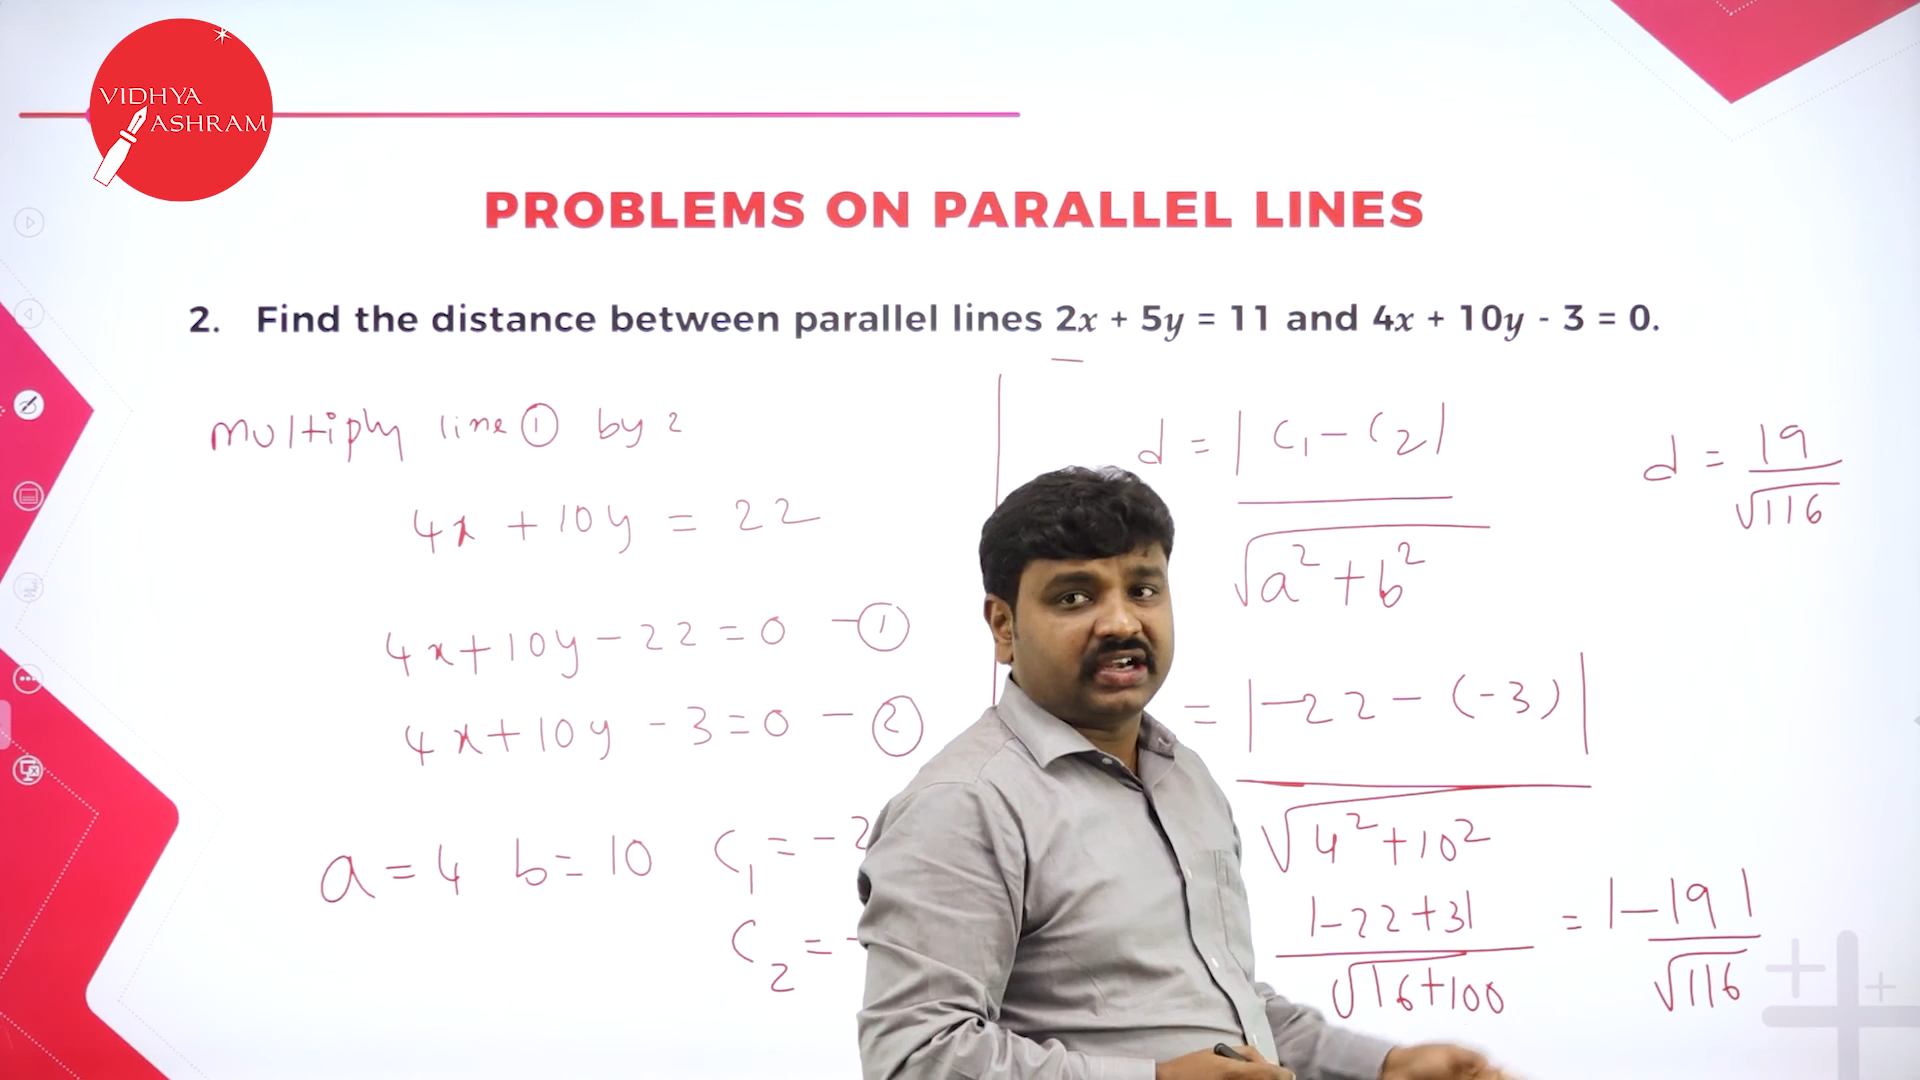 VIDHYA
ASHRAM
PROBLEMS ON PARALLEL LINES
2. Find the distance between parallel lines 2x + 5y = 11 and 4x + 10y - 3 = 0.
multiply line ① by 2
4x + 10y = 22
4x+10y-22=0 -①
4x+10y-3=0 -②
a=4 b=10 C₁=-2
C₂=-
d = |C₁-C₂|
√a²+b²
= |-22-(-3)|
√4²+10²
|-22+3|
√16+100
= |-19|
√116
d = 19
√116